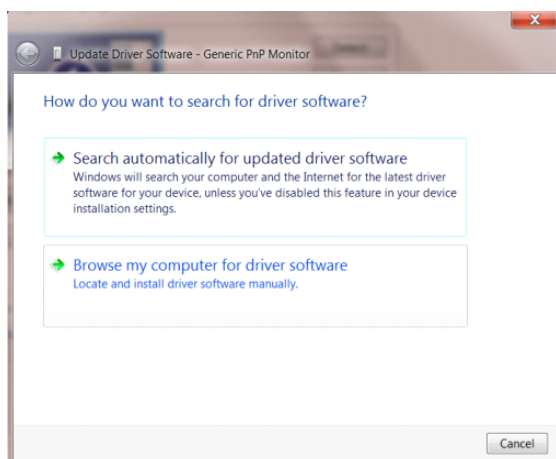 Update Driver Software - Generic PnP Monitor
How do you want to search for driver software?
Search automatically for updated driver software
Windows will search your computer and the Internet for the latest driver
software for your device, unless you've disabled this feature in your device
installation settings.
Browse my computer for driver software
Locate and install driver software manually.
Cancel